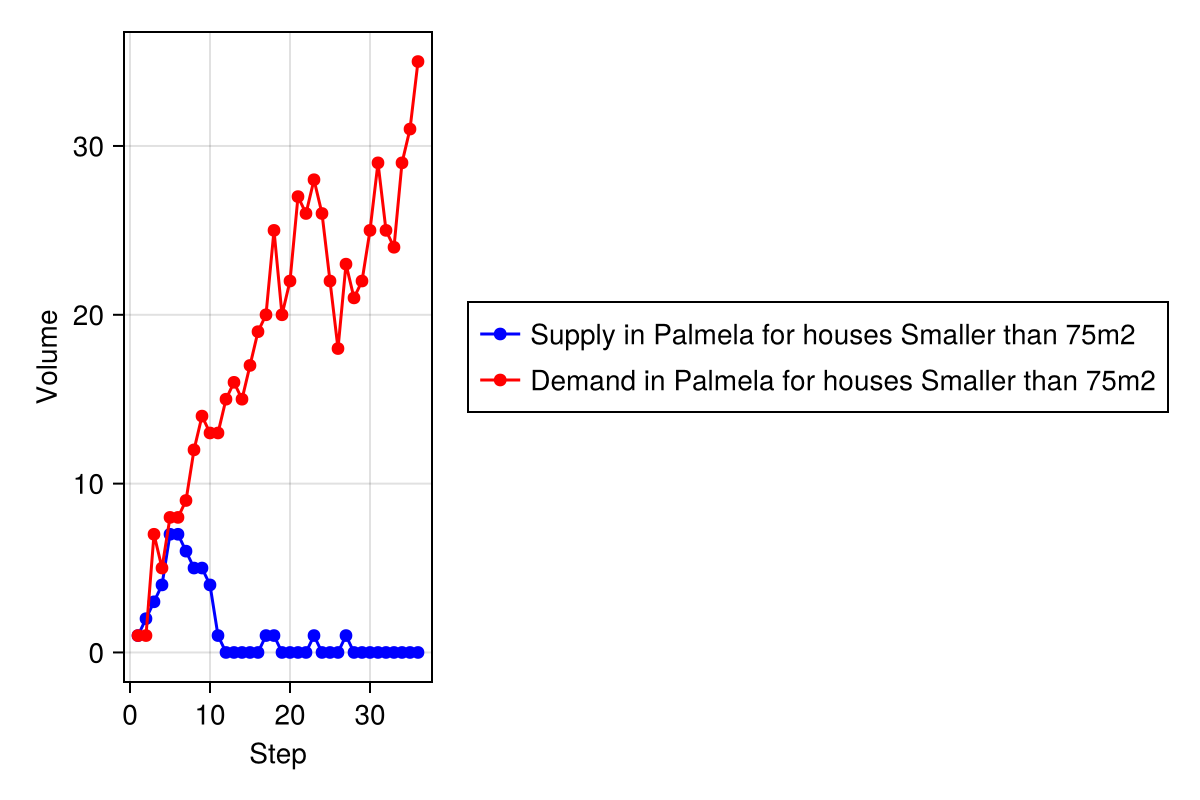 Volume
30
20
10
0
0 10 20 30
Step
Supply in Palmela for houses Smaller than 75m2
Demand in Palmela for houses Smaller than 75m2